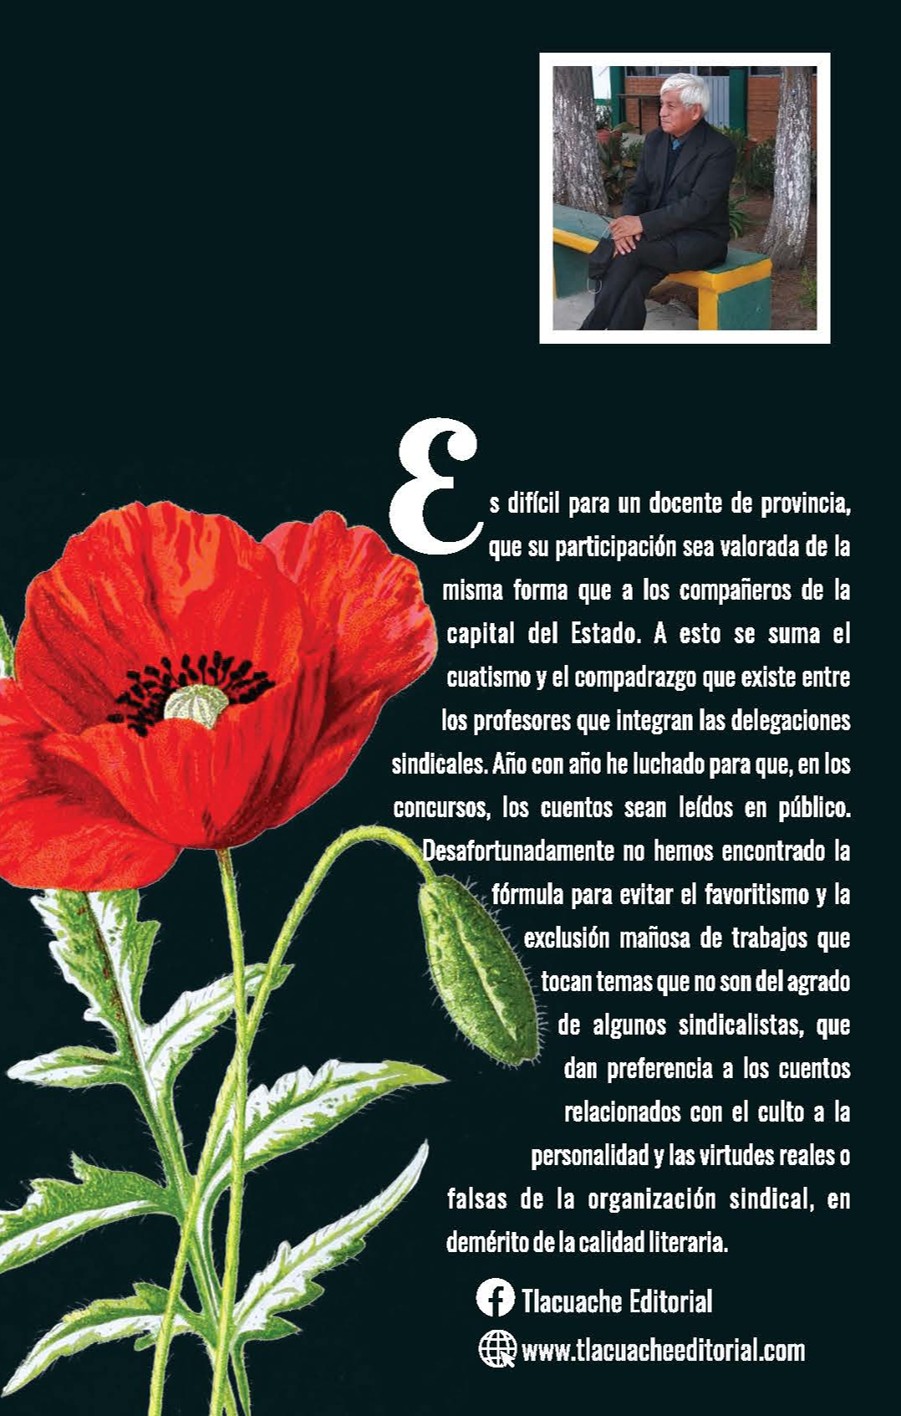 Es difícil para un docente de provincia,
que su participación sea valorada de la
misma forma que a los compañeros de la
capital del Estado. A esto se suma el
cuatismo y el compadrazgo que existe entre
los profesores que integran las delegaciones
sindicales. Año con año he luchado para que, en los
concursos, los cuentos sean leídos en público.
Desafortunadamente no hemos encontrado la
fórmula para evitar el favoritismo y la
exclusión mañosa de trabajos que
tocan temas que no son del agrado
de algunos sindicalistas, que
dan preferencia a los cuentos
relacionados con el culto a la
personalidad y las virtudes reales o
falsas de la organización sindical, en
demérito de la calidad literaria.
Tlacuache Editorial
www.tlacuacheeditorial.com